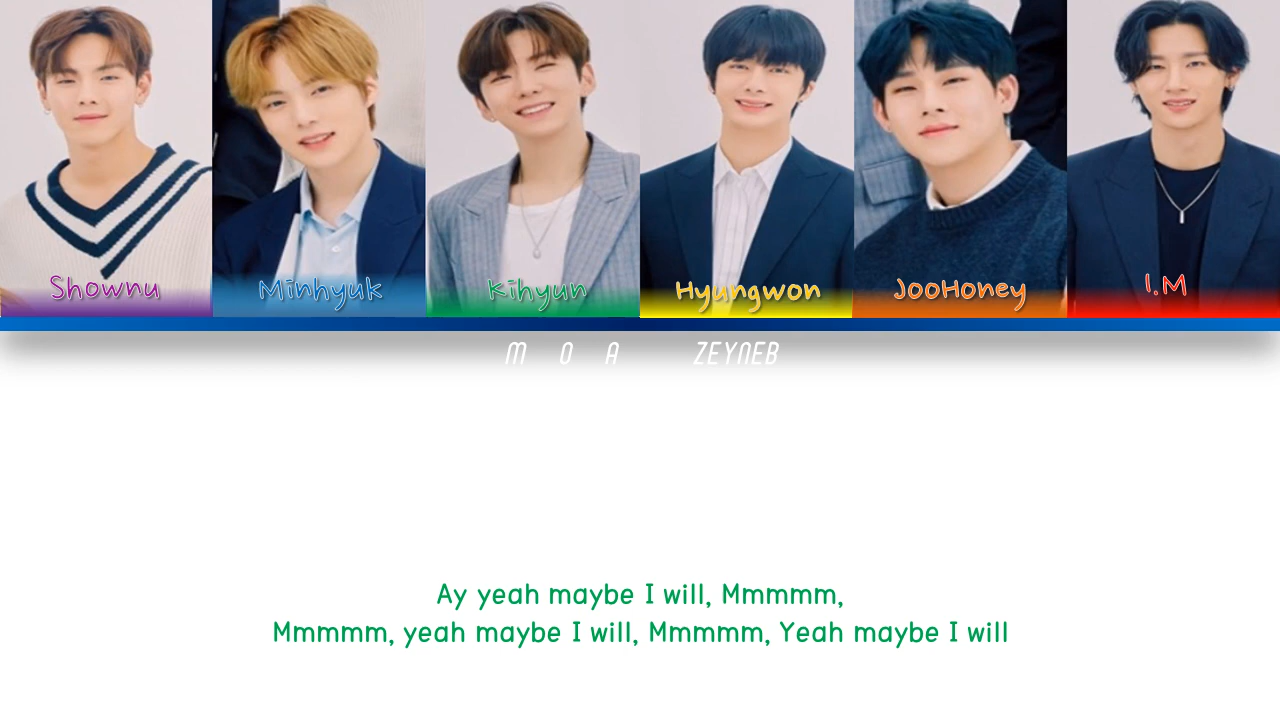 Shownu Minhyuk Kihyun Hyungwon JooHoney I.M
M O A ZEYNEB
Ay yeah maybe I will, Mmmmm,
Mmmmm, yeah maybe I will, Mmmmm, Yeah maybe I will